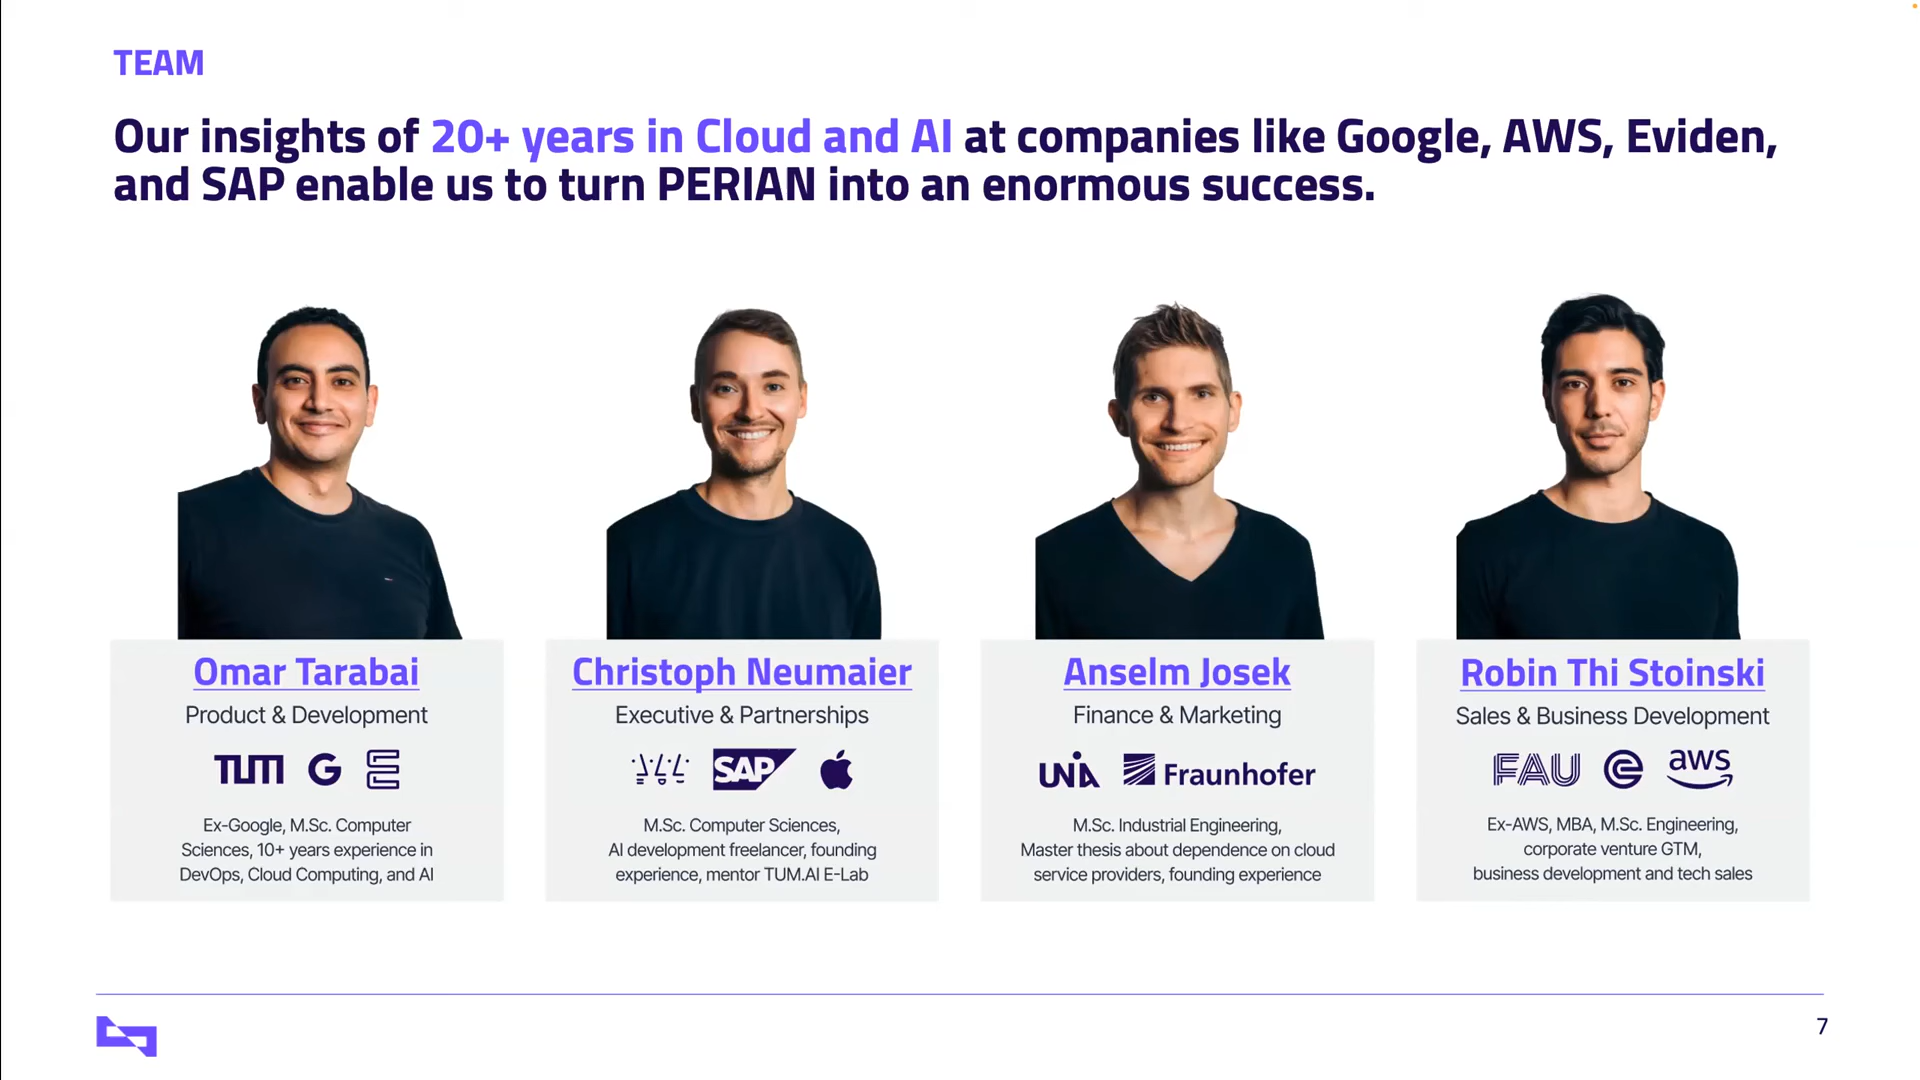 TEAM
Our insights of 20+ years in Cloud and AI at companies like Google, AWS, Eviden,
and SAP enable us to turn PERIAN into an enormous success.
Omar Tarabai
Product & Development
TUM G E
Ex-Google, M.Sc. Computer
Sciences, 10+ years experience in
DevOps, Cloud Computing, and AI
Christoph Neumaier
Executive & Partnerships
SAP
M.Sc. Computer Sciences,
AI development freelancer, founding
experience, mentor TUM.AI E-Lab
Anselm Josek
Finance & Marketing
UNIA Fraunhofer
M.Sc. Industrial Engineering,
Master thesis about dependence on cloud
service providers, founding experience
Robin Thi Stoinski
Sales & Business Development
FAU aws
Ex-AWS, MBA, M.Sc. Engineering,
corporate venture GTM,
business development and tech sales
7